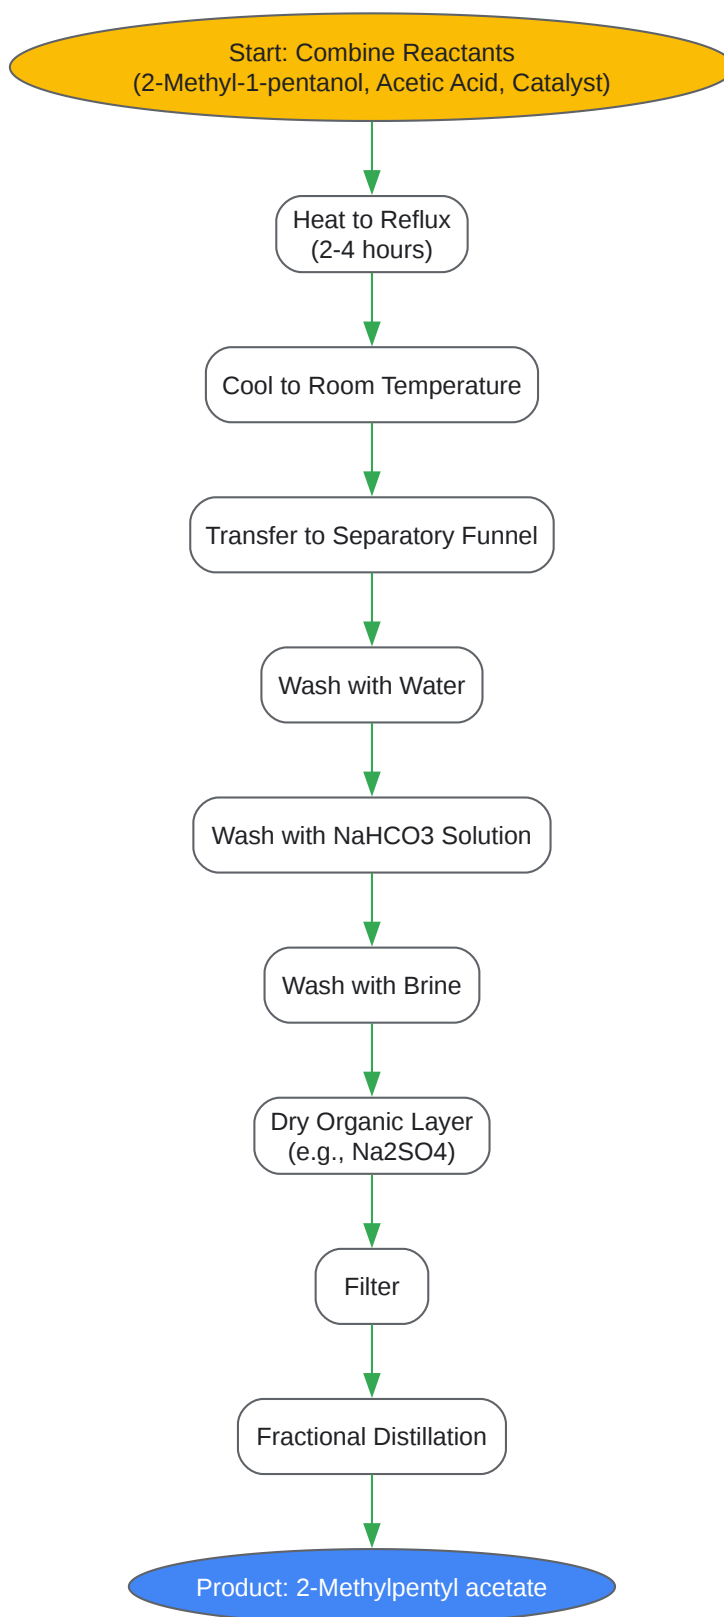 Start: Combine Reactants
(2-Methyl-1-pentanol, Acetic Acid, Catalyst)
Heat to Reflux
(2-4 hours)
Cool to Room Temperature
Transfer to Separatory Funnel
Wash with Water
Wash with NaHCO3 Solution
Wash with Brine
Dry Organic Layer
(e.g., Na2SO4)
Filter
Fractional Distillation
Product: 2-Methylpentyl acetate